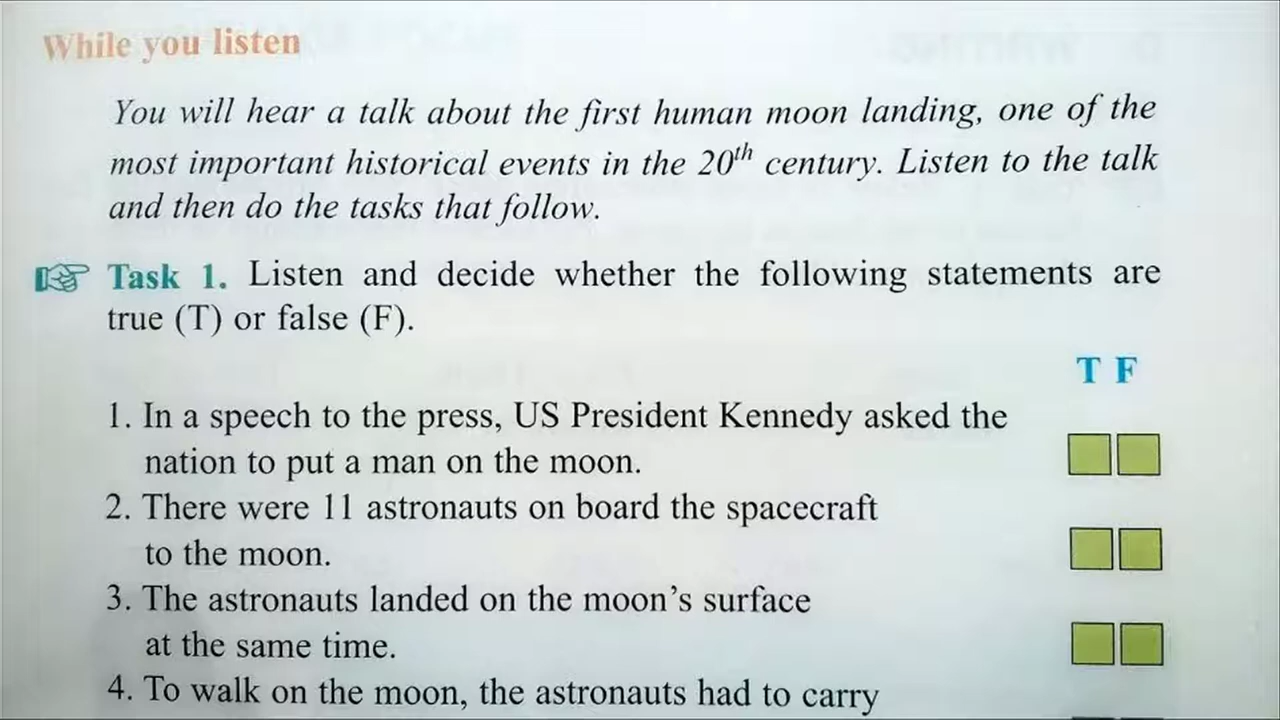 While you listen
You will hear a talk about the first human moon landing, one of the
most important historical events in the 20th century. Listen to the talk
and then do the tasks that follow.
Task 1. Listen and decide whether the following statements are
true (T) or false (F).
T F
1. In a speech to the press, US President Kennedy asked the
nation to put a man on the moon.
2. There were 11 astronauts on board the spacecraft
to the moon.
3. The astronauts landed on the moon's surface
at the same time.
4. To walk on the moon, the astronauts had to carry